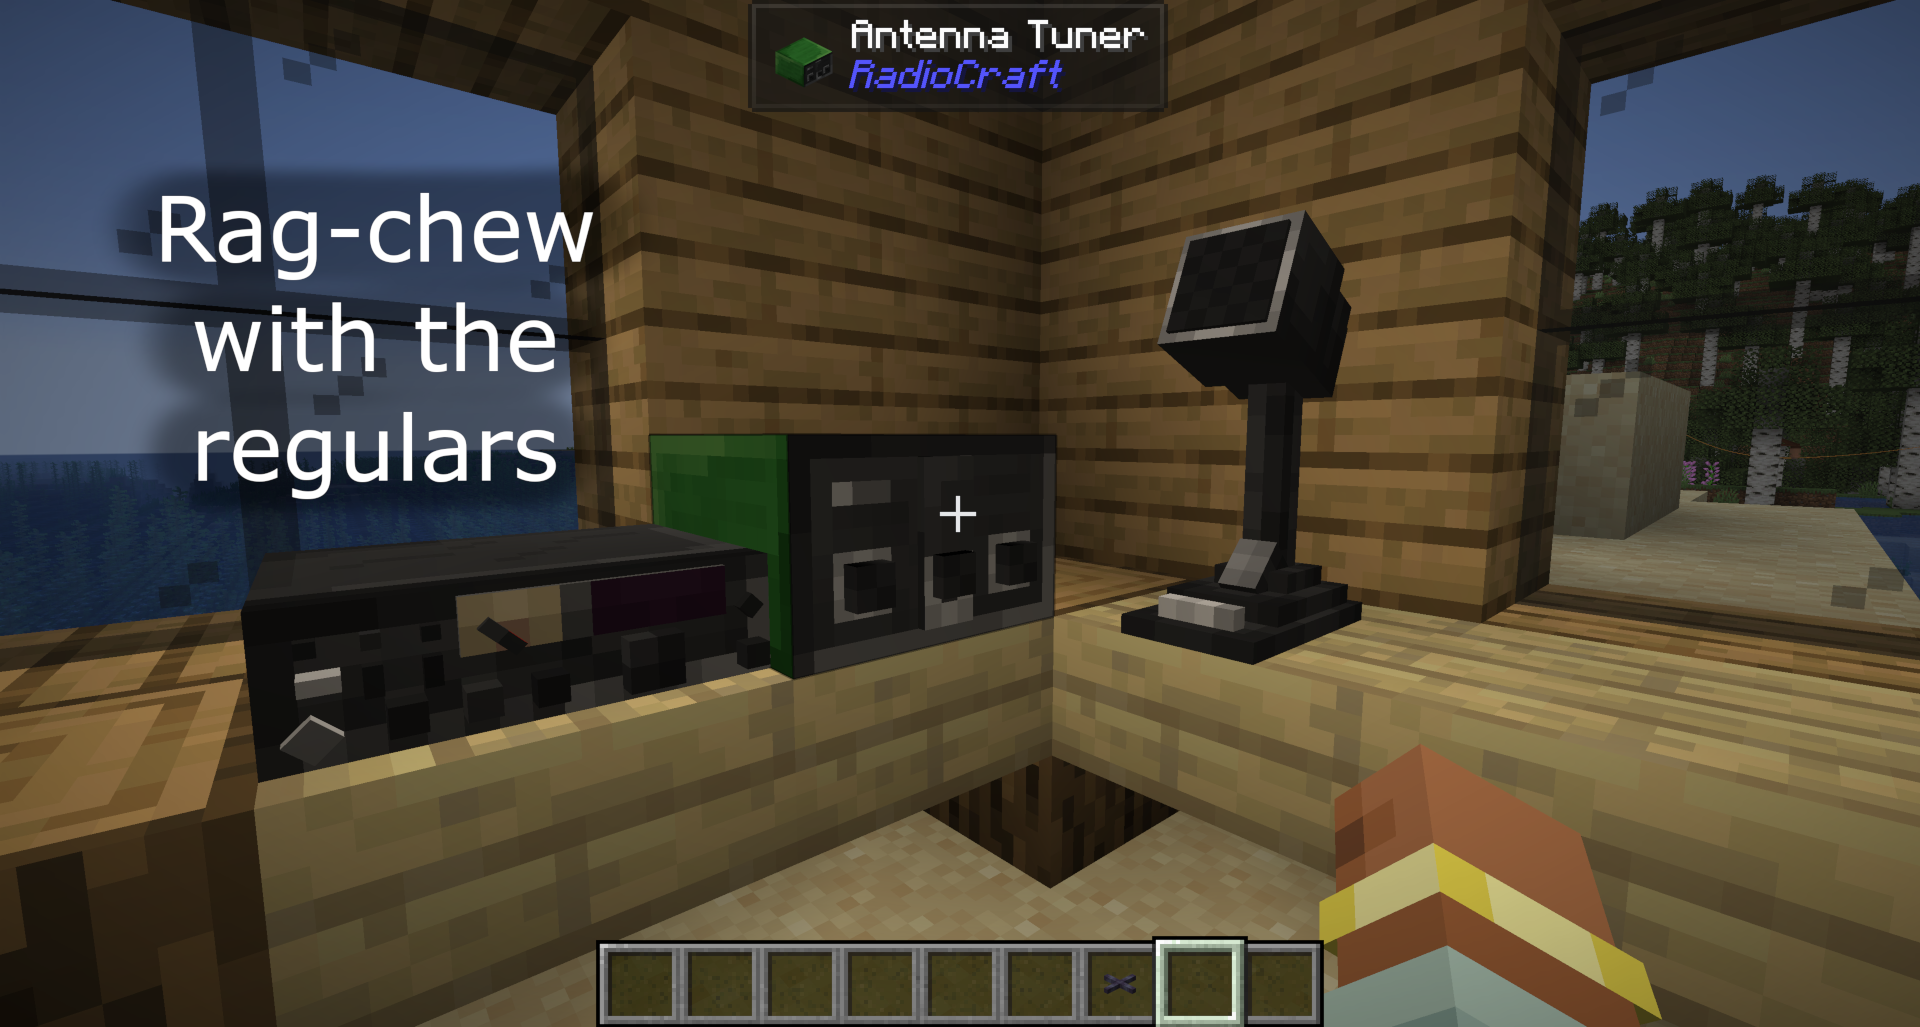 Antenna Tuner
RadioCraft
Rag-chew
with the
regulars